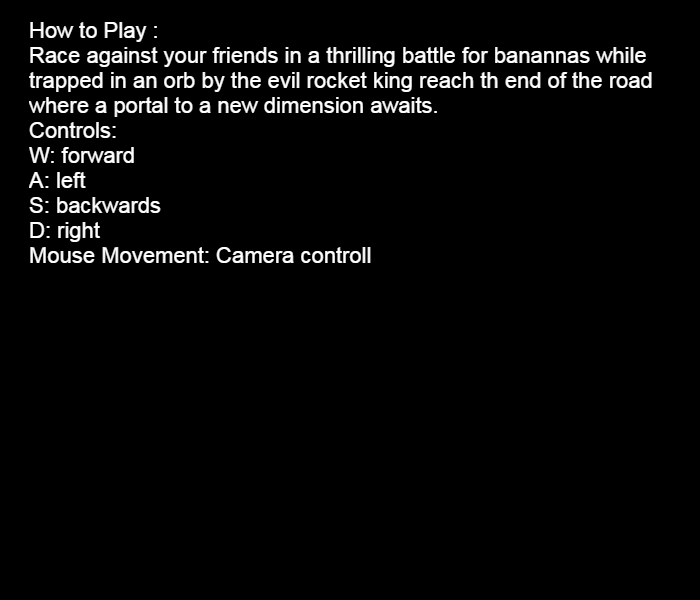 How to Play :
Race against your friends in a thrilling battle for banannas while
trapped in an orb by the evil rocket king reach th end of the road
where a portal to a new dimension awaits.
Controls:
W: forward
A: left
S: backwards
D: right
Mouse Movement: Camera controll